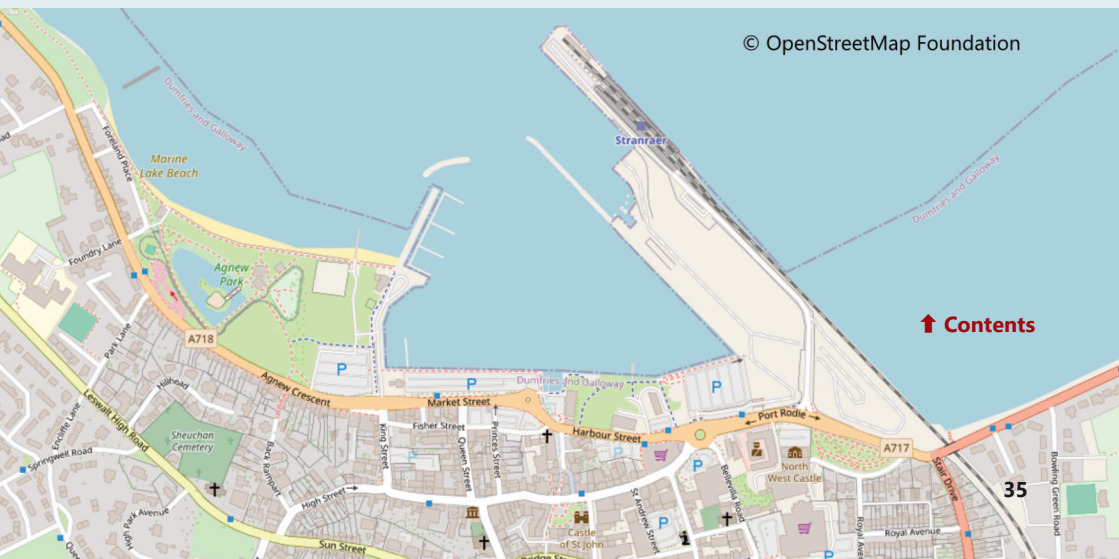 © OpenStreetMap Foundation
Dumfries and Galloway
Stranraer
Foreland Place
Marine
Lake Beach
Dumfries and Galloway
Foundry Lane
Agnew
Park
⬆ Contents
A718
Park Lane
P
P
P
Dumfries and Galloway
Hillhead
Agnew Crescent
Market Street
Leswalt High Road
Port Rodie
Fisher Street
Princes Street
Harbour Street
King Street
Queen Street
Sheuchan
Cemetery
Back Rampart
A717
Springwell Road
P
P
P
North
West Castle
Stair Drive
Bowling Green Road
Bellevilla Road
High Street
35
St Andrew Street
High Park Avenue
Castle
of St John
P
Royal Avenue
Sun Street
P